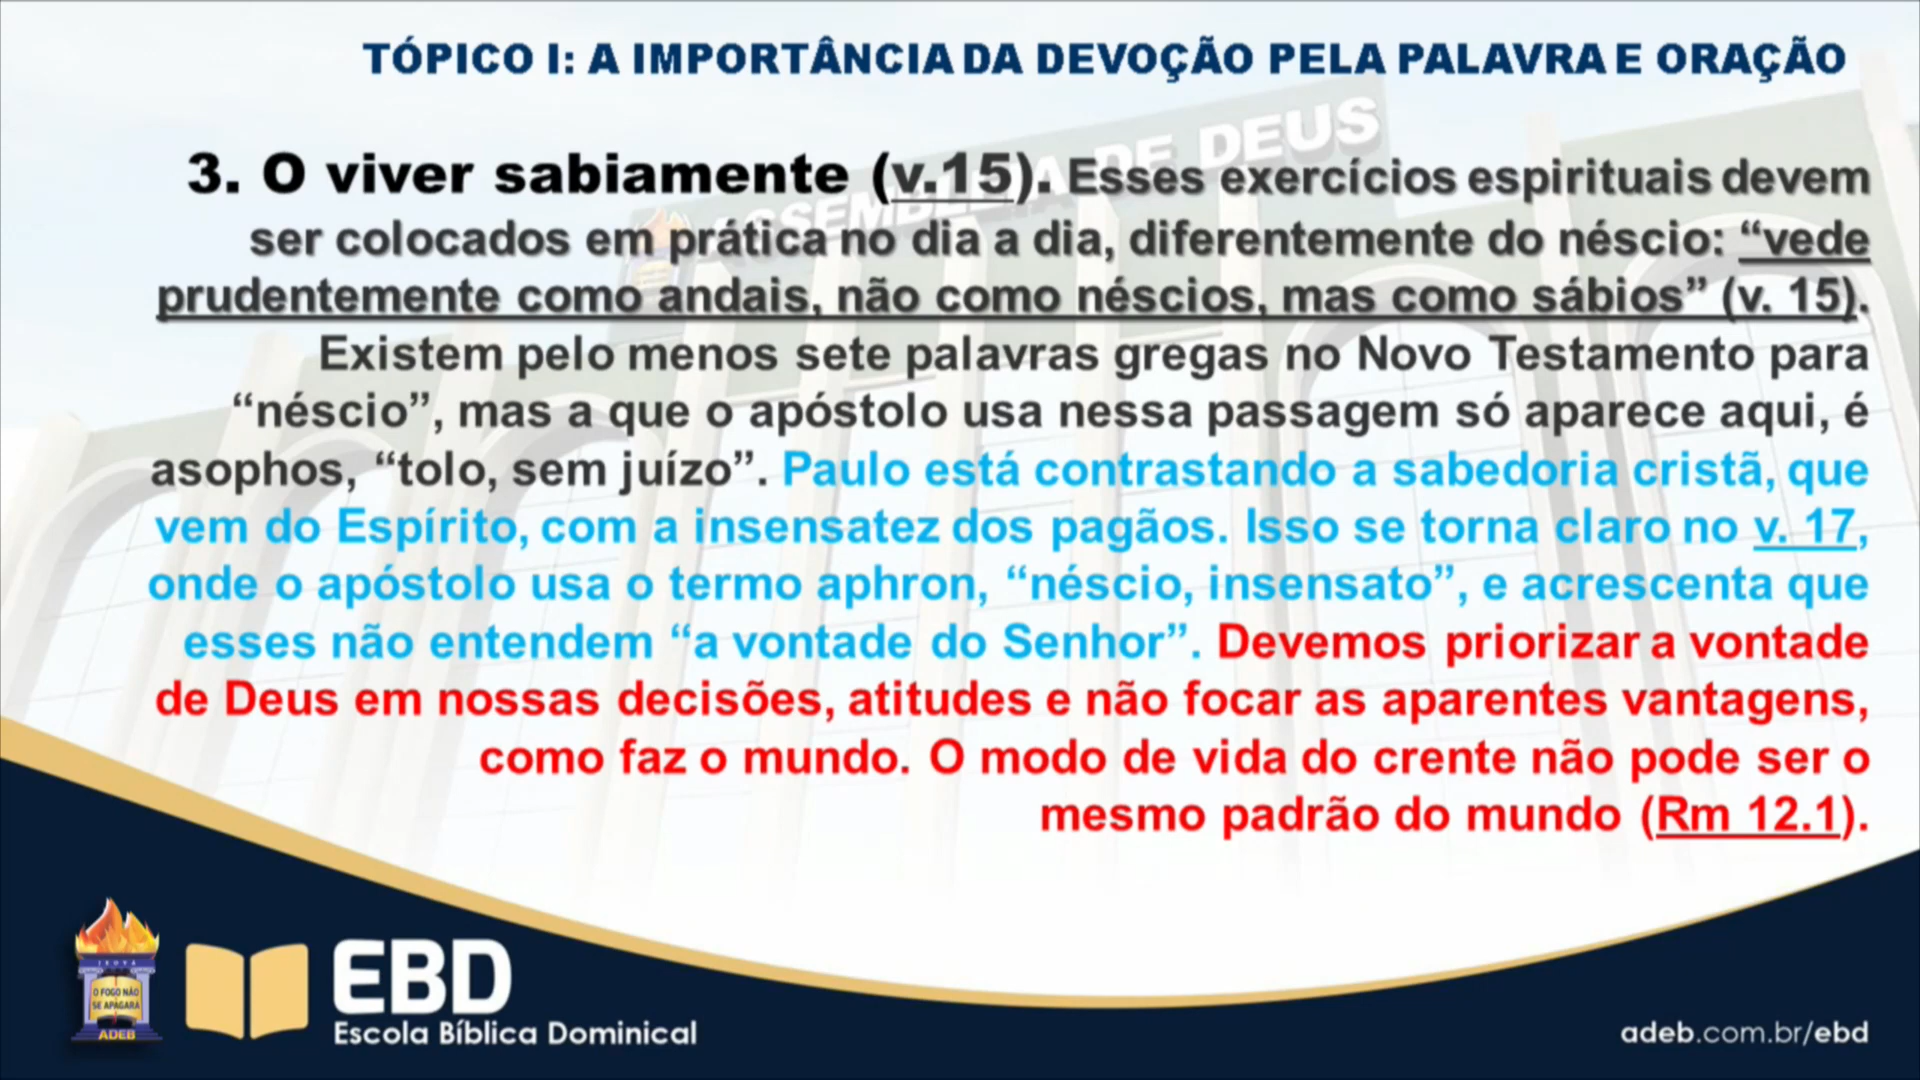 TÓPICO I: A IMPORTÂNCIA DA DEVOÇÃO PELA PALAVRA E ORAÇÃO
ASSEMBLEIA DE DEUS
3. O viver sabiamente (v.15). Esses exercícios espirituais devem
ser colocados em prática no dia a dia, diferentemente do néscio: “vede
prudentemente como andais, não como néscios, mas como sábios” (v. 15).
Existem pelo menos sete palavras gregas no Novo Testamento para
“néscio”, mas a que o apóstolo usa nessa passagem só aparece aqui, é
asophos, “tolo, sem juízo”. Paulo está contrastando a sabedoria cristã, que
vem do Espírito, com a insensatez dos pagãos. Isso se torna claro no v. 17,
onde o apóstolo usa o termo aphron, “néscio, insensato”, e acrescenta que
esses não entendem “a vontade do Senhor”. Devemos priorizar a vontade
de Deus em nossas decisões, atitudes e não focar as aparentes vantagens,
como faz o mundo. O modo de vida do crente não pode ser o
mesmo padrão do mundo (Rm 12.1).
JEOVÁ
O FOGO NÃO
SE APAGARÁ
ADEB
EBD
Escola Bíblica Dominical
adeb.com.br/ebd